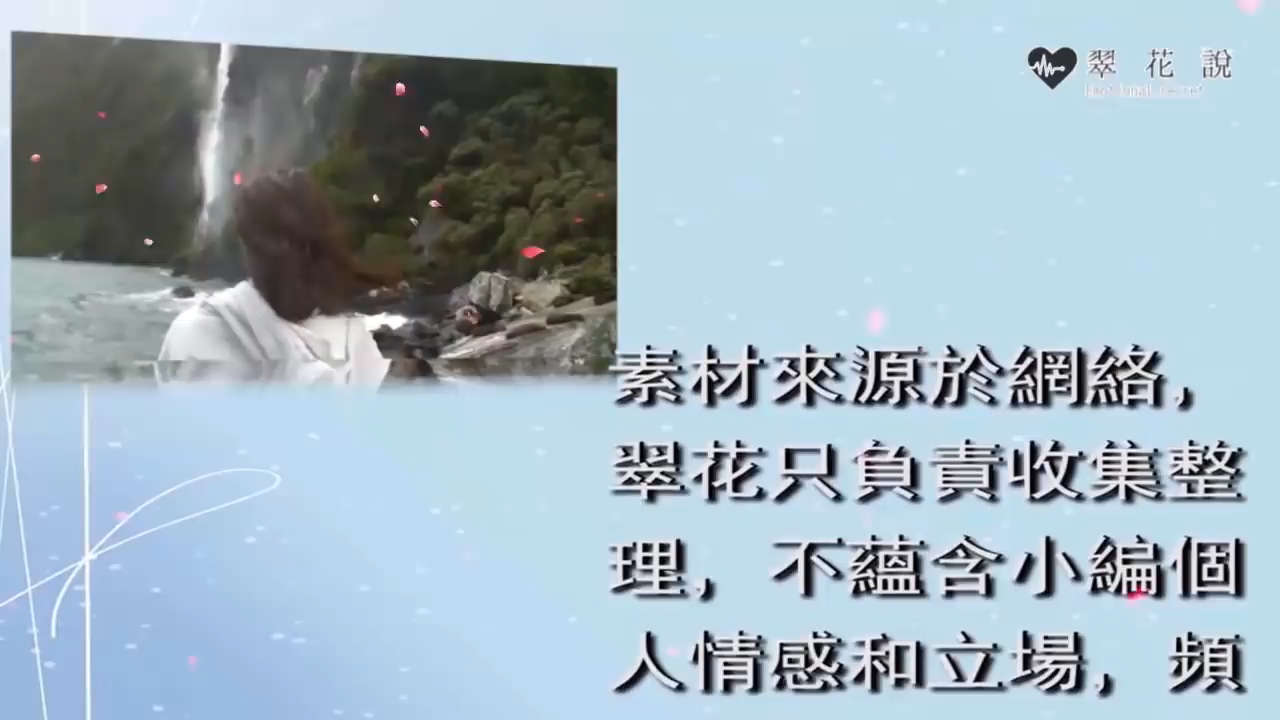 翠花說
素材來源於網絡，
翠花只負責收集整
理，不蘊含小編個
人情感和立場，頻